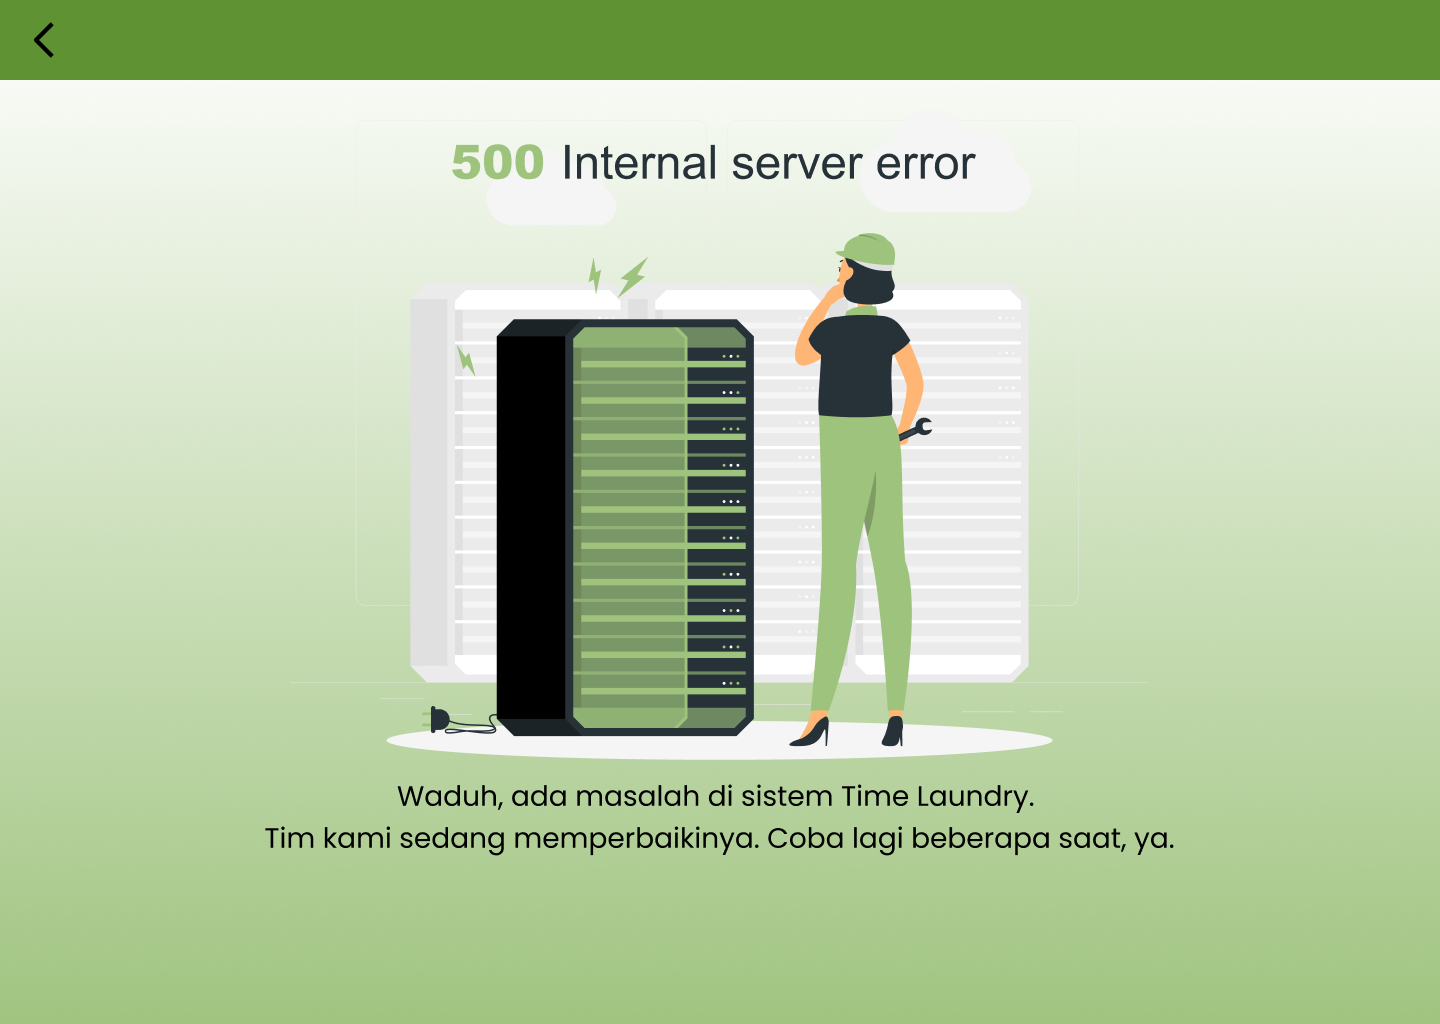 500 Internal server error
Waduh, ada masalah di sistem Time Laundry.
Tim kami sedang memperbaikinya. Coba lagi beberapa saat, ya.